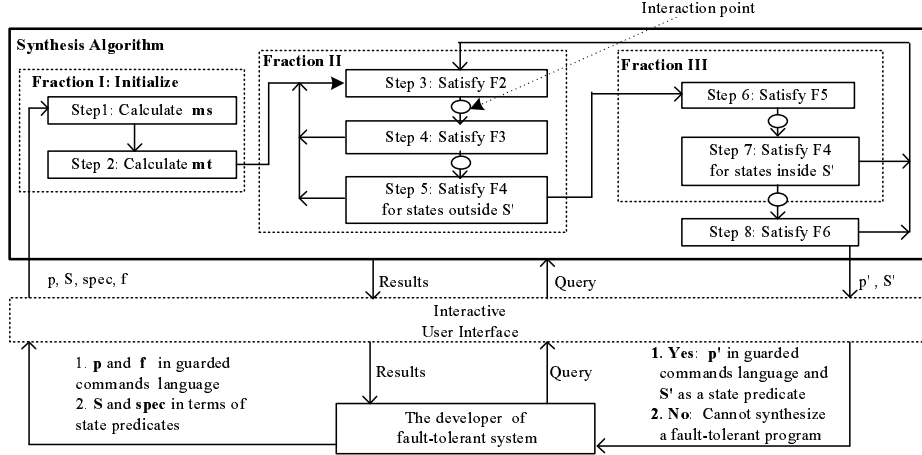 Interaction point
Synthesis Algorithm
Fraction I: Initialize
Step1: Calculate ms
Step 2: Calculate mt
Fraction II
Step 3: Satisfy F2
Step 4: Satisfy F3
Step 5: Satisfy F4
for states outside S'
Fraction III
Step 6: Satisfy F5
Step 7: Satisfy F4
for states inside S'
Step 8: Satisfy F6
p, S, spec, f
Results
Query
p' , S'
Interactive
User Interface
1. p and f in guarded
commands language
2. S and spec in terms of
state predicates
Results
Query
1. Yes: p' in guarded
commands language and
S' as a state predicate
2. No: Cannot synthesize
a fault-tolerant program
The developer of
fault-tolerant system